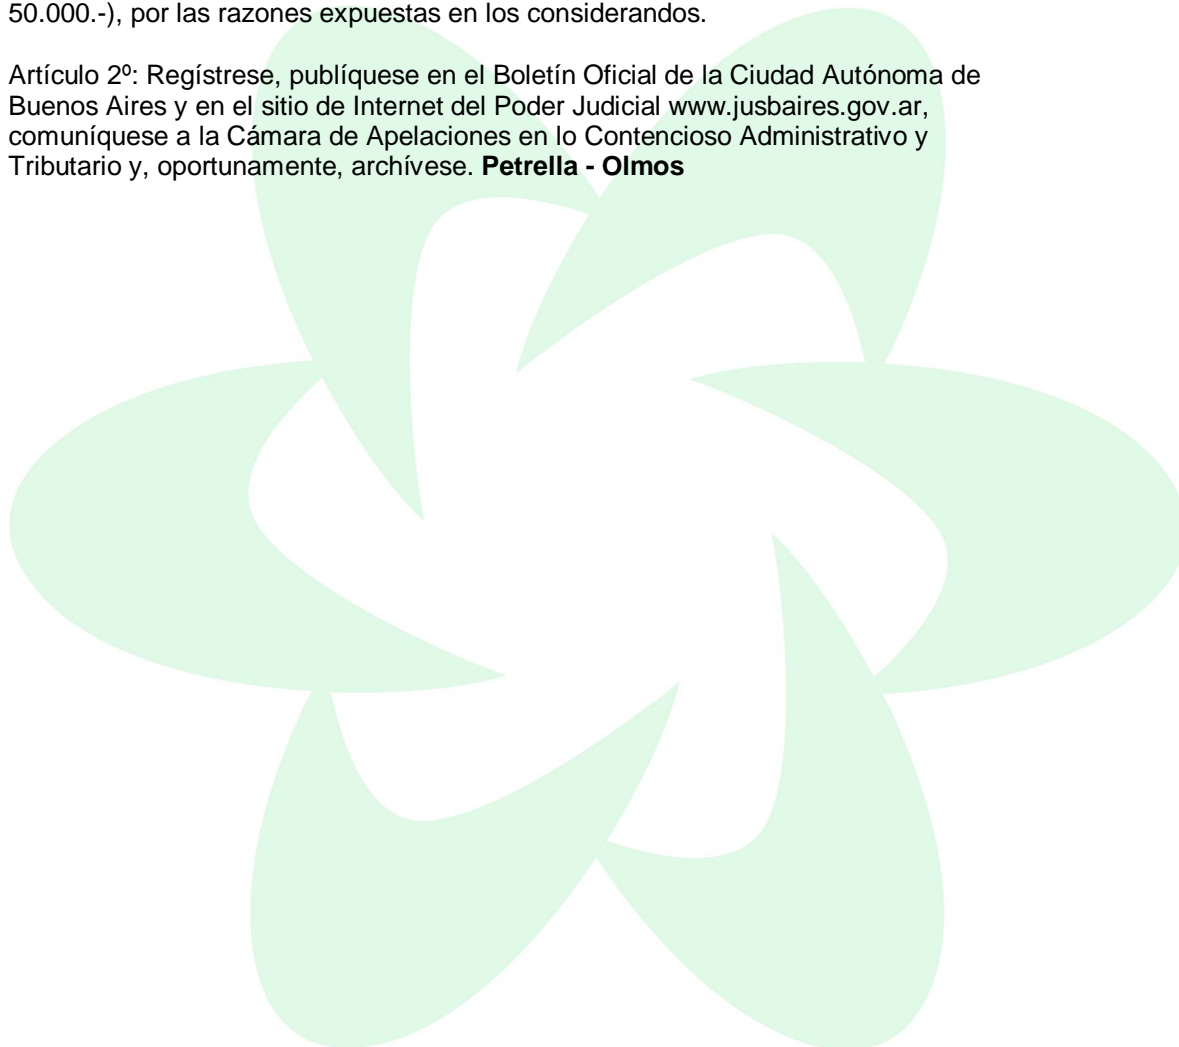 50.000.-), por las razones expuestas en los considerandos.
Artículo 2º: Regístrese, publíquese en el Boletín Oficial de la Ciudad Autónoma de
Buenos Aires y en el sitio de Internet del Poder Judicial www.jusbaires.gov.ar,
comuníquese a la Cámara de Apelaciones en lo Contencioso Administrativo y
Tributario y, oportunamente, archívese. Petrella - Olmos